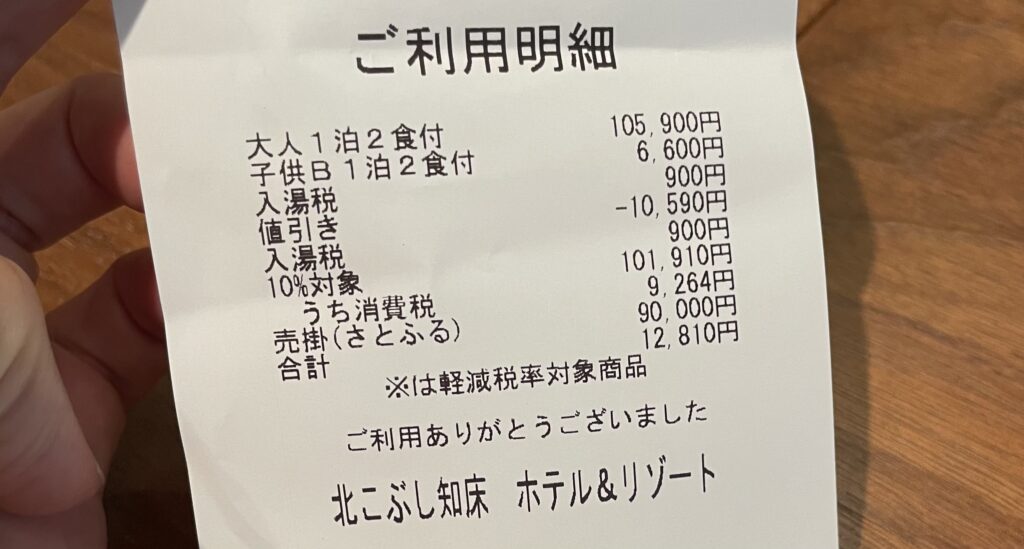 ご利用明細
大人1泊2食付 105,900円
子供B1泊2食付 6,600円
入湯税 900円
値引き -10,590円
入湯税 900円
10%対象 101,910円
うち消費税 9,264円
売掛(さとふる) 90,000円
合計 12,810円
※は軽減税率対象商品
ご利用ありがとうございました
北こぶし知床 ホテル&リゾート